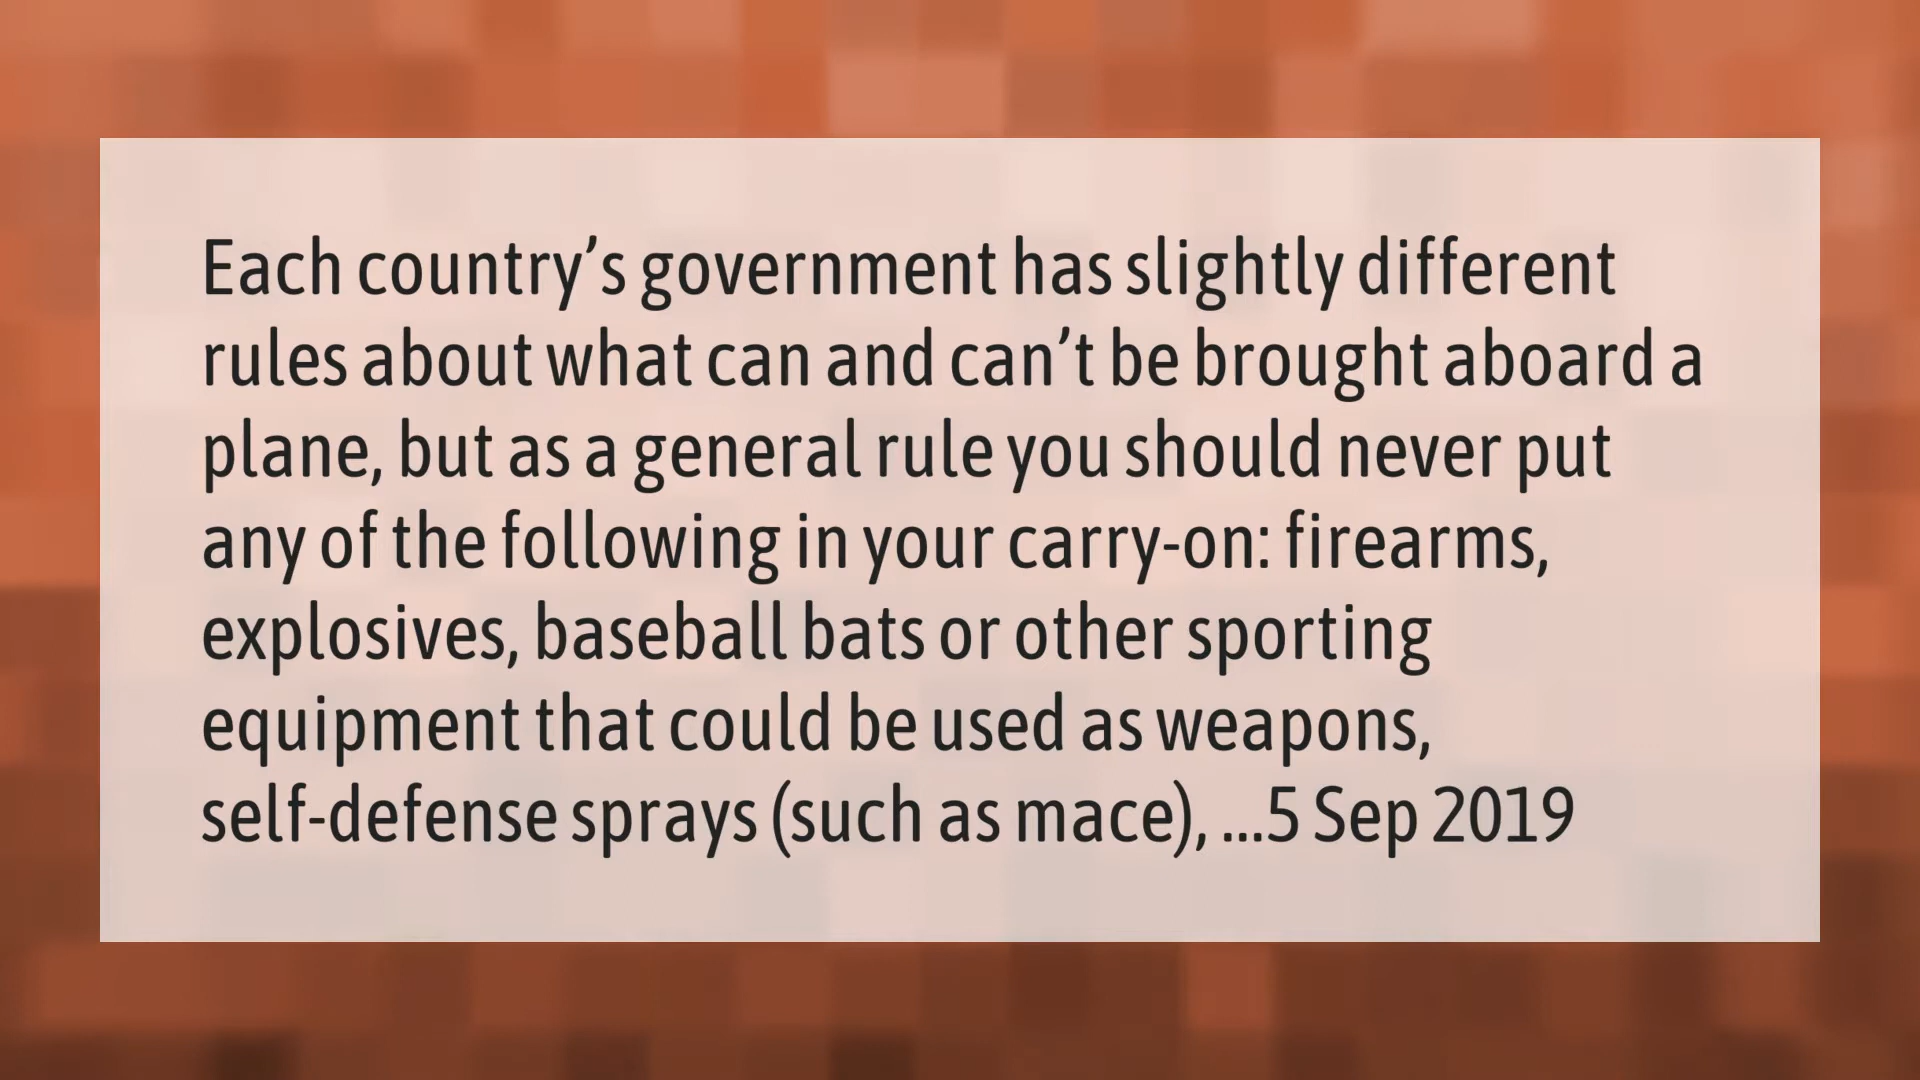 Each country’s government has slightly different
rules about what can and can’t be brought aboard a
plane, but as a general rule you should never put
any of the following in your carry-on: firearms,
explosives, baseball bats or other sporting
equipment that could be used as weapons,
self-defense sprays (such as mace), ...5 Sep 2019